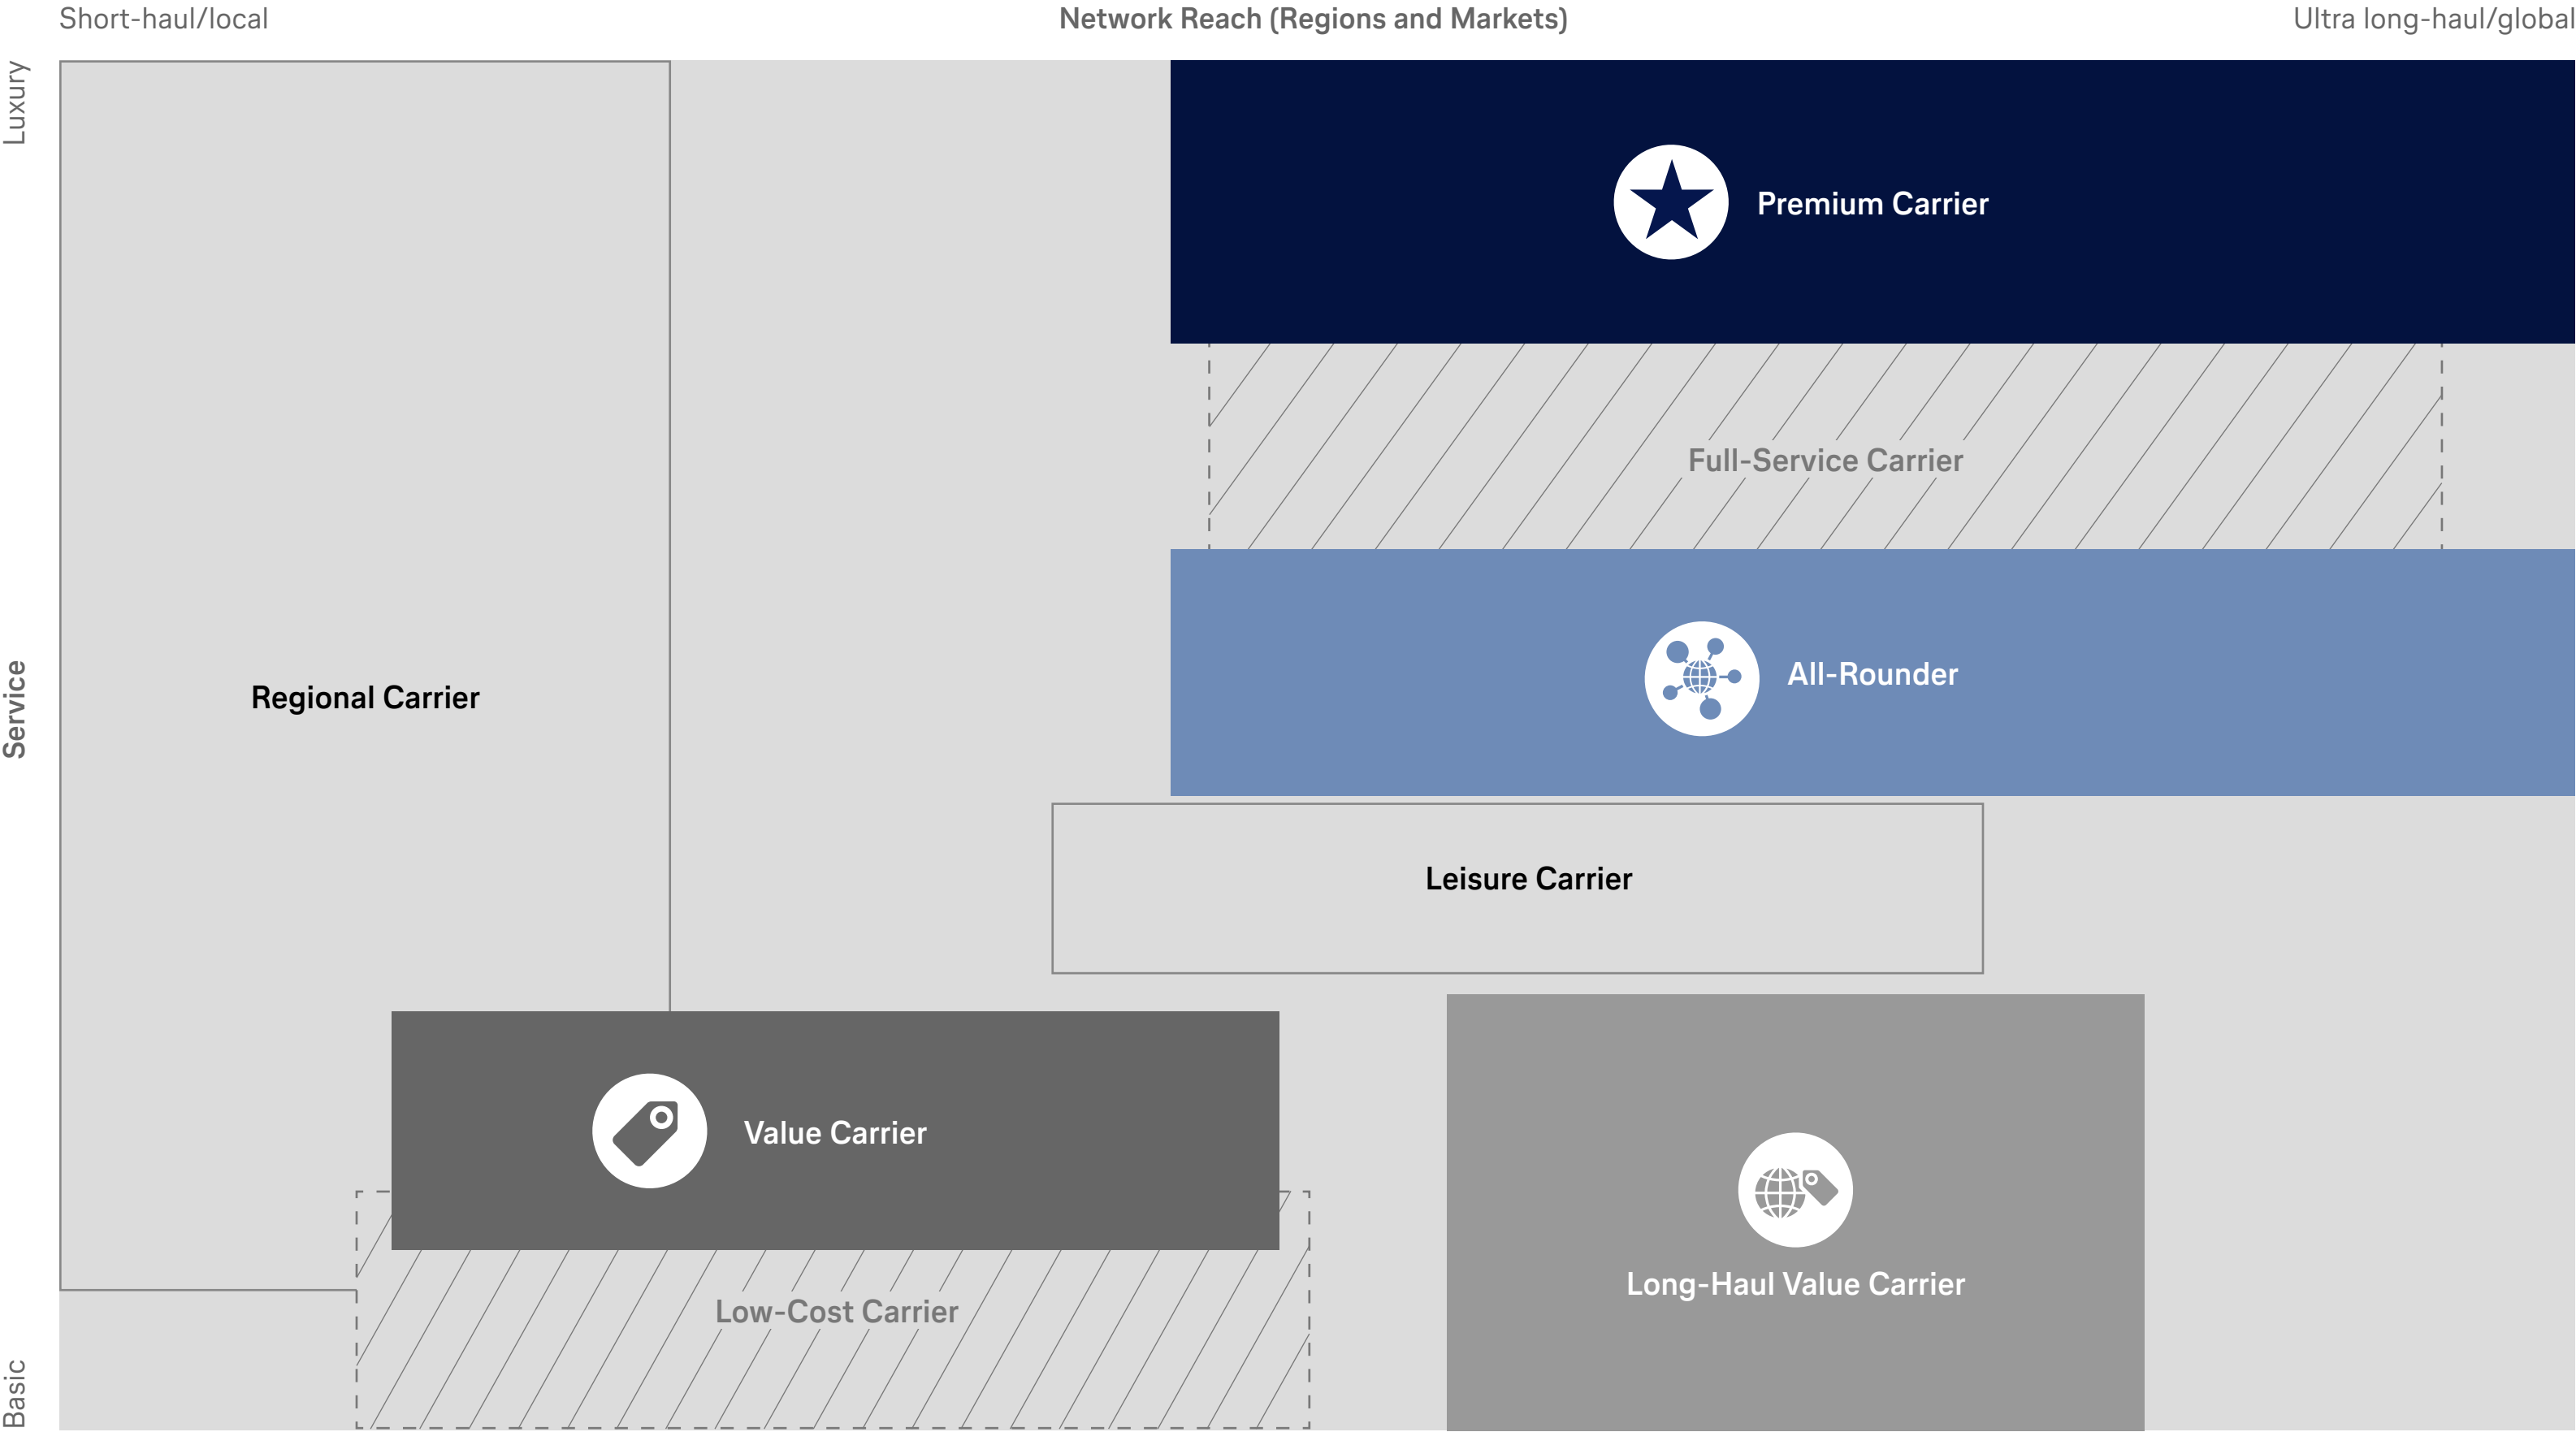 Short-haul/local
Network Reach (Regions and Markets)
Ultra long-haul/global
Luxury
Premium Carrier
Full-Service Carrier
Service
All-Rounder
Regional Carrier
Leisure Carrier
Value Carrier
Long-Haul Value Carrier
Low-Cost Carrier
Basic